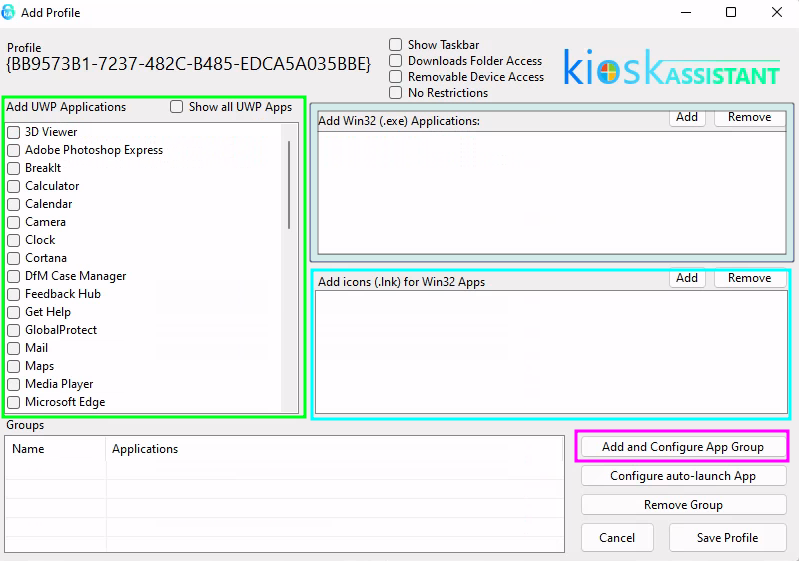 Add Profile
Profile
{BB9573B1-7237-482C-B485-EDCA5A035BBE}
Show Taskbar
Downloads Folder Access
Removable Device Access
No Restrictions
kiosk ASSISTANT
Add UWP Applications
Show all UWP Apps
3D Viewer
Adobe Photoshop Express
BreakIt
Calculator
Calendar
Camera
Clock
Cortana
DfM Case Manager
Feedback Hub
Get Help
GlobalProtect
Mail
Maps
Media Player
Microsoft Edge
Add Win32 (.exe) Applications:
Add
Remove
Add icons (.lnk) for Win32 Apps
Add
Remove
Groups
Name
Applications
Add and Configure App Group
Configure auto-launch App
Remove Group
Cancel
Save Profile